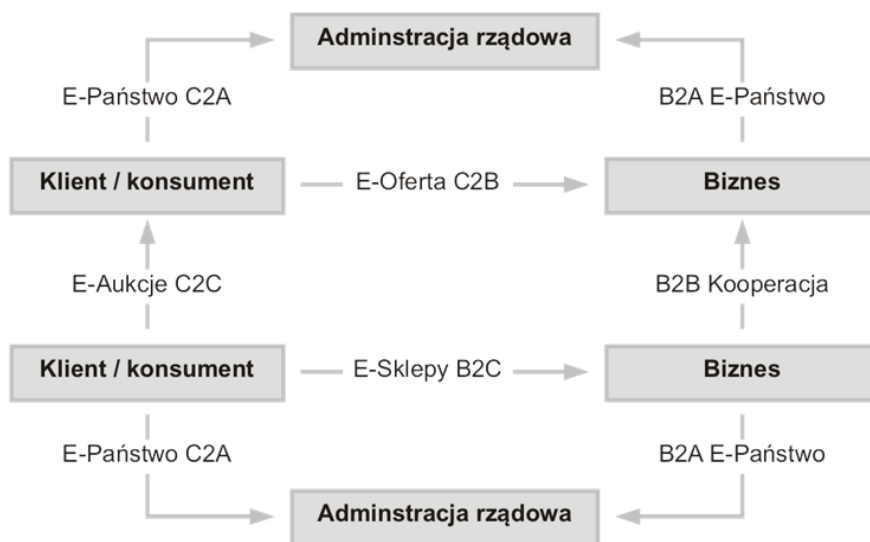 Adminstracja rządowa
E-Państwo C2A
B2A E-Państwo
Klient / konsument
E-Oferta C2B
Biznes
E-Aukcje C2C
B2B Kooperacja
Klient / konsument
E-Sklepy B2C
Biznes
E-Państwo C2A
B2A E-Państwo
Adminstracja rządowa